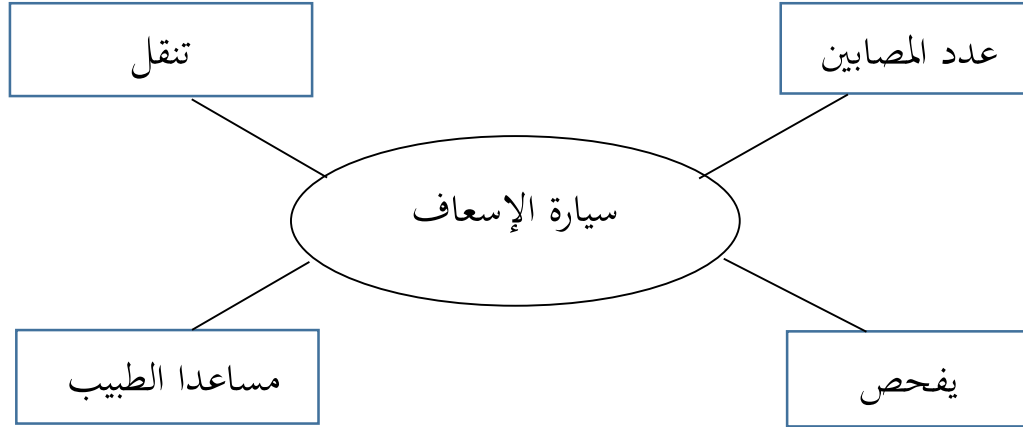 عدد المصابين
تنقل
سيارة الإسعاف
يفحص
مساعدا الطبيب